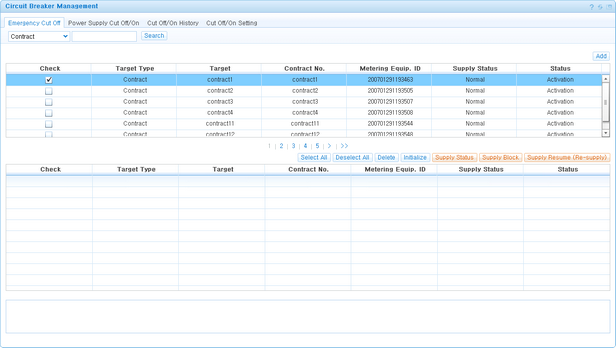 Circuit Breaker Management
Emergency Cut Off Power Supply Cut Off/On Cut Off/On History Cut Off/On Setting
Contract Search
Add
Check Target Type Target Contract No. Metering Equip. ID Supply Status Status
Contract contract1 contract1 200701291193463 Normal Activation
Contract contract2 contract2 200701291193505 Normal Activation
Contract contract3 contract3 200701291193507 Normal Activation
Contract contract4 contract4 200701291193508 Normal Activation
Contract contract11 contract11 200701291193544 Normal Activation
Contract contract12 contract12 200701291193548 Normal Activation
1 | 2 | 3 | 4 | 5 | > | >>
Select All Deselect All Delete Initialize Supply Status Supply Block Supply Resume (Re-supply)
Check Target Type Target Contract No. Metering Equip. ID Supply Status Status